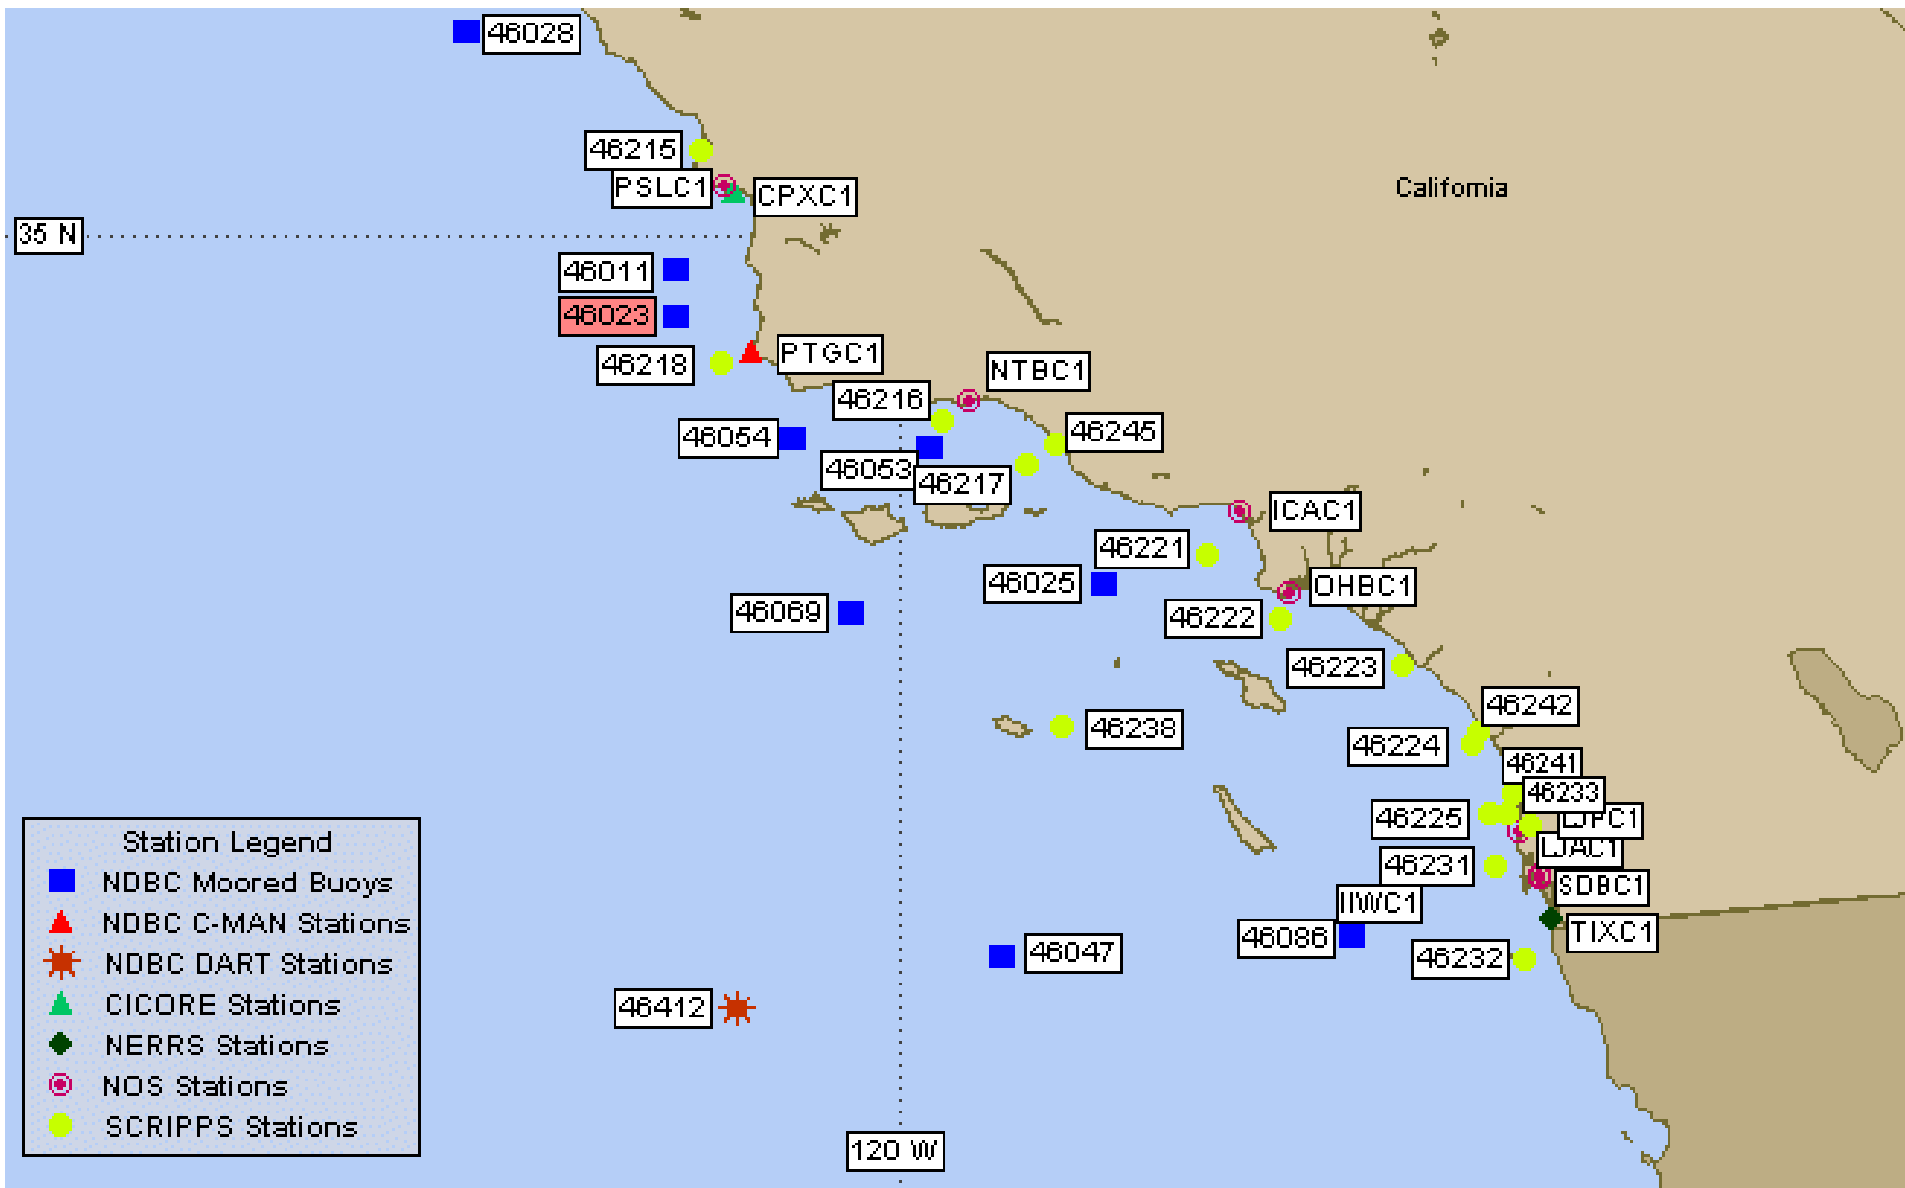 46028
46215
PSLC1
CPXC1
California
35 N
46011
46023
46218
PTGC1
NTBC1
46216
46245
46054
46053
46217
ICAC1
46221
46025
OHBC1
46069
46222
46223
46242
46238
46224
46241
46233
46225
LJPC1
LJAC1
46231
SDBC1
IIWC1
TIXC1
46086
46047
46232
46412
120 W
Station Legend
NDBC Moored Buoys
NDBC C-MAN Stations
NDBC DART Stations
CICORE Stations
NERRS Stations
NOS Stations
SCRIPPS Stations